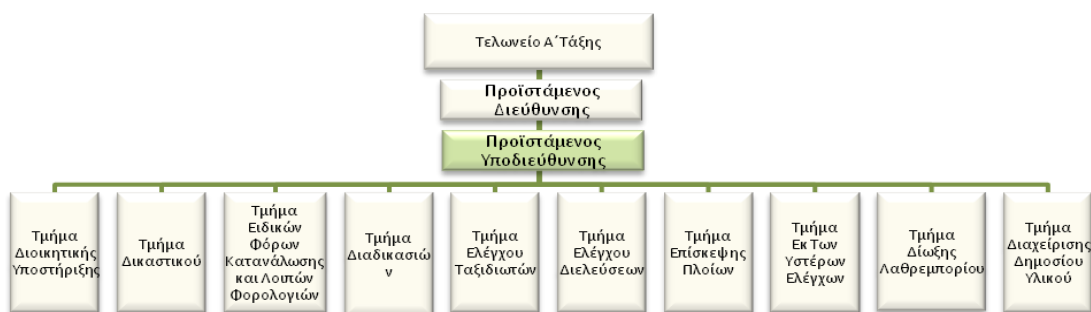 Τελωνείο Α΄ Τάξης
Προϊστάμενος
Διεύθυνσης
Προϊστάμενος
Υποδιεύθυνσης
Τμήμα
Διοικητικής
Υποστήριξης
Τμήμα
Δικαστικού
Τμήμα
Ειδικών
Φόρων
Κατανάλωσης
και Λοιπών
Φορολογιών
Τμήμα
Διαδικασιώ
ν
Τμήμα
Ελέγχου
Ταξιδιωτών
Τμήμα
Ελέγχου
Διελεύσεων
Τμήμα
Επίσκεψης
Πλοίων
Τμήμα
Εκ Των
Υστέρων
Ελέγχων
Τμήμα
Δίωξης
Λαθρεμπορίου
Τμήμα
Διαχείρισης
Δημοσίου
Υλικού